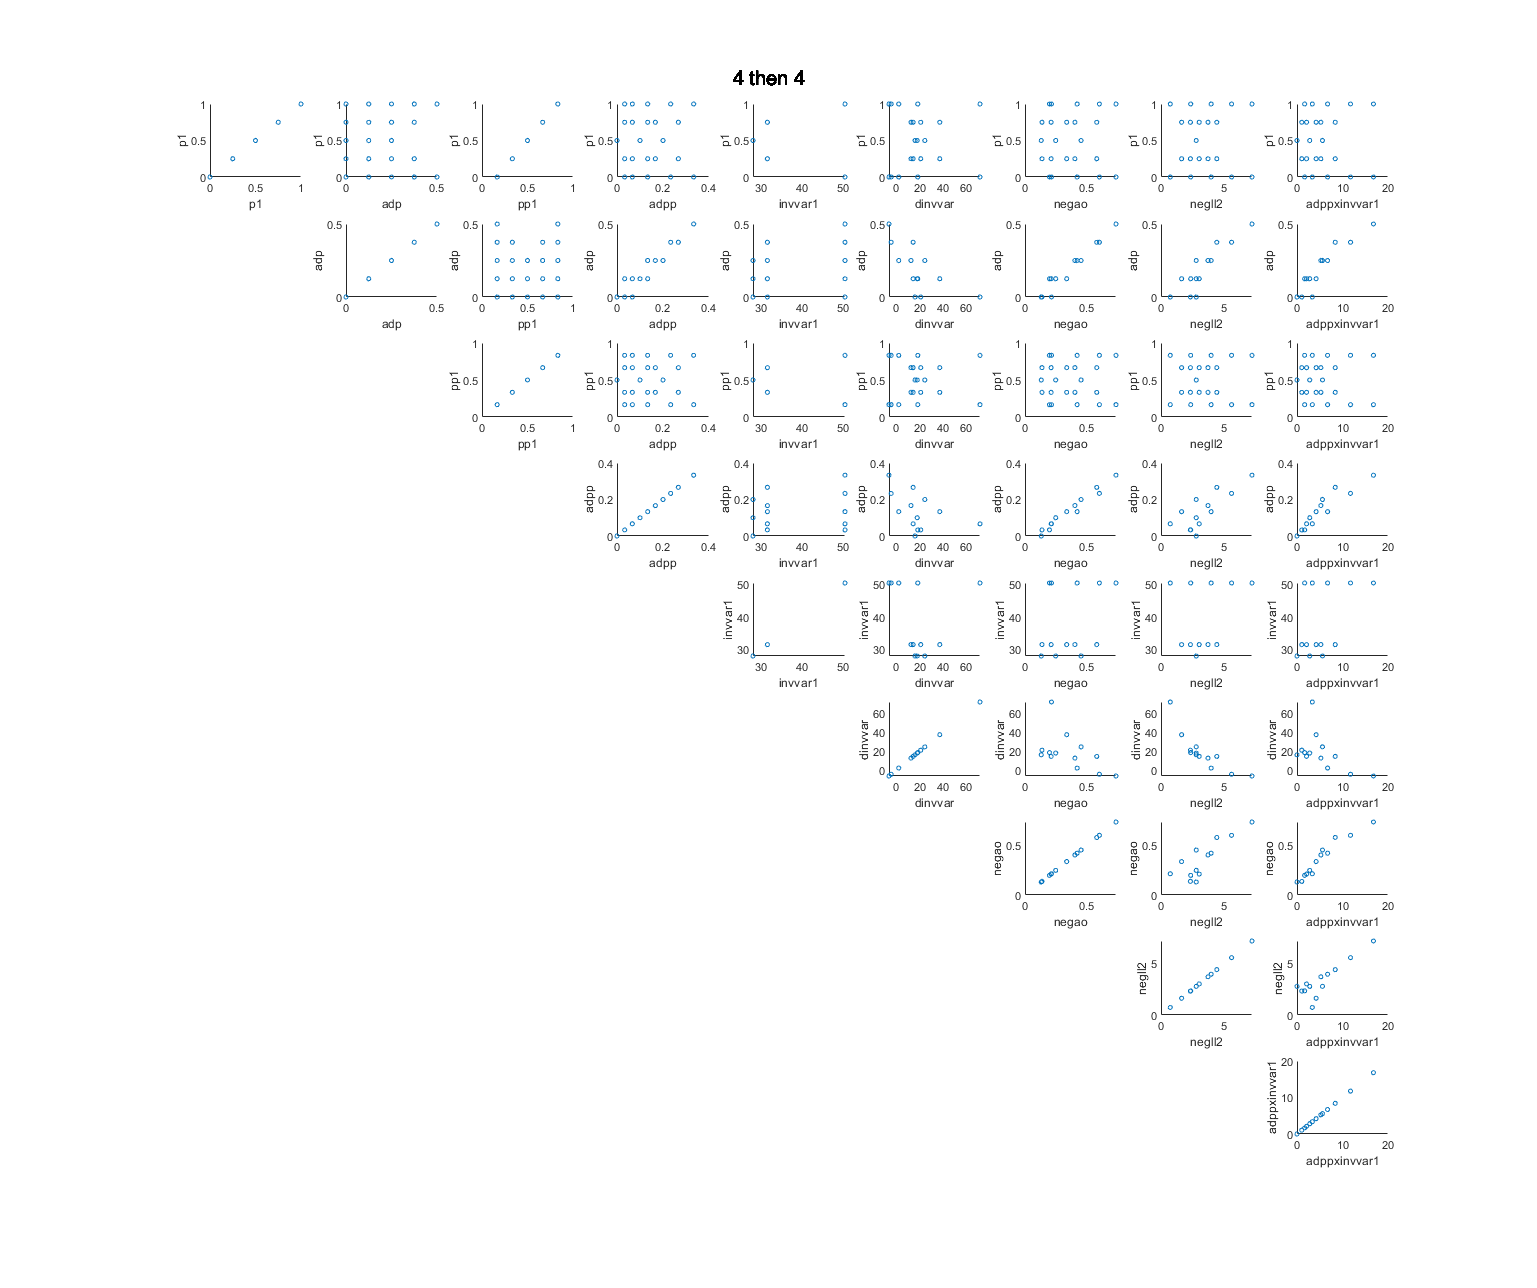 4 then 4
1 1 1 1 1 1 1 1 1
p1 0.5 p1 0.5 p1 0.5 p1 0.5 p1 0.5 p1 0.5 p1 0.5 p1 0.5 p1 0.5
0 0 0 0 0 0 0 0 0
0 0.5 1 0 0.5 0 0.5 1 0 0.2 0.4 30 40 50 0 20 40 60 0 0.5 0 5 0 10 20
p1 adp pp1 adpp invvar1 dinvvar negao negll2 adppxinvvar1
0.5 0.5 0.5 0.5 0.5 0.5 0.5 0.5
adp adp adp adp adp adp adp adp
0 0 0 0 0 0 0 0
0 0.5 0 0.5 1 0 0.2 0.4 30 40 50 0 20 40 60 0 0.5 0 5 0 10 20
adp pp1 adpp invvar1 dinvvar negao negll2 adppxinvvar1
1 1 1 1 1 1 1
pp1 0.5 pp1 0.5 pp1 0.5 pp1 0.5 pp1 0.5 pp1 0.5 pp1 0.5
0 0 0 0 0 0 0
0 0.5 1 0 0.2 0.4 30 40 50 0 20 40 60 0 0.5 0 5 0 10 20
pp1 adpp invvar1 dinvvar negao negll2 adppxinvvar1
0.4 0.4 0.4 0.4 0.4 0.4
adpp 0.2 adpp 0.2 adpp 0.2 adpp 0.2 adpp 0.2 adpp 0.2
0 0 0 0 0 0
0 0.2 0.4 30 40 50 0 20 40 60 0 0.5 0 5 0 10 20
adpp invvar1 dinvvar negao negll2 adppxinvvar1
50 50 50 50 50
invvar1 40 invvar1 40 invvar1 40 invvar1 40 invvar1 40
30 30 30 30 30
30 40 50 0 20 40 60 0 0.5 0 5 0 10 20
invvar1 dinvvar negao negll2 adppxinvvar1
60 60 60 60
dinvvar 40 dinvvar 40 dinvvar 40 dinvvar 40
20 20 20 20
0 0 0 0
0 20 40 60 0 0.5 0 5 0 10 20
dinvvar negao negll2 adppxinvvar1
negao 0.5 negao 0.5 negao 0.5
0 0 0
0 0.5 0 5 0 10 20
negao negll2 adppxinvvar1
negll2 5 negll2 5
0 0
0 5 0 10 20
negll2 adppxinvvar1
20
adppxinvvar1 10
0
0 10 20
adppxinvvar1